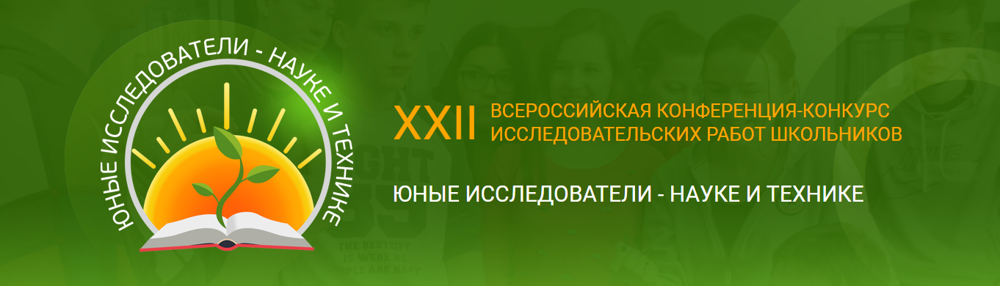 ЮНЫЕ ИССЛЕДОВАТЕЛИ - НАУКЕ И ТЕХНИКЕ
XXII
ВСЕРОССИЙСКАЯ КОНФЕРЕНЦИЯ-КОНКУРС
ИССЛЕДОВАТЕЛЬСКИХ РАБОТ ШКОЛЬНИКОВ
ЮНЫЕ ИССЛЕДОВАТЕЛИ - НАУКЕ И ТЕХНИКЕ